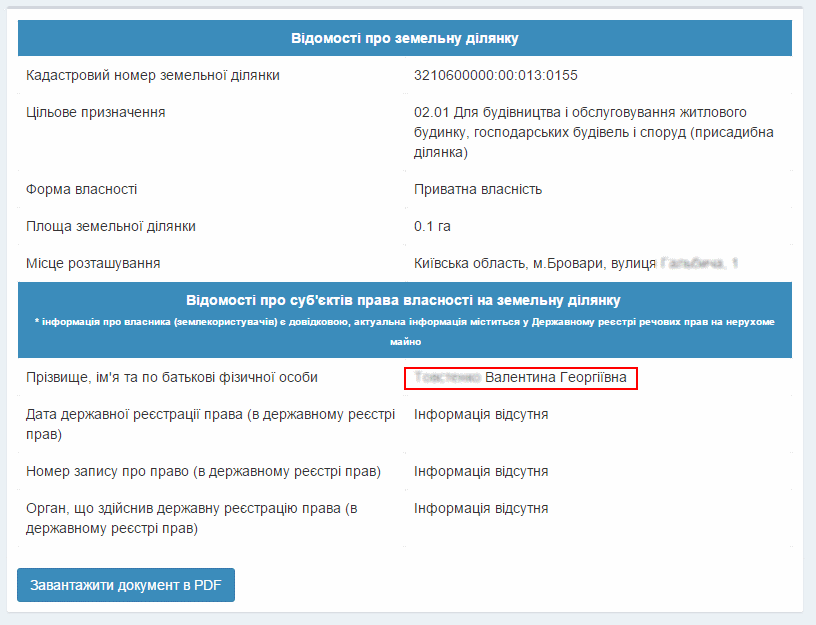 Відомості про земельну ділянку
Кадастровий номер земельної ділянки 3210600000:00:013:0155
Цільове призначення 02.01 Для будівництва і обслуговування житлового
будинку, господарських будівель і споруд (присадибна
ділянка)
Форма власності Приватна власність
Площа земельної ділянки 0.1 га
Місце розташування Київська область, м.Бровари, вулиця
Відомості про суб'єктів права власності на земельну ділянку
* інформація про власника (землекористувачів) є довідковою, актуальна інформація міститься у Державному реєстрі речових прав на нерухоме
майно
Прізвище, ім'я та по батькові фізичної особи Валентина Георгіївна
Дата державної реєстрації права (в державному реєстрі Інформація відсутня
прав)
Номер запису про право (в державному реєстрі прав) Інформація відсутня
Орган, що здійснив державну реєстрацію права (в Інформація відсутня
державному реєстрі прав)
Завантажити документ в PDF